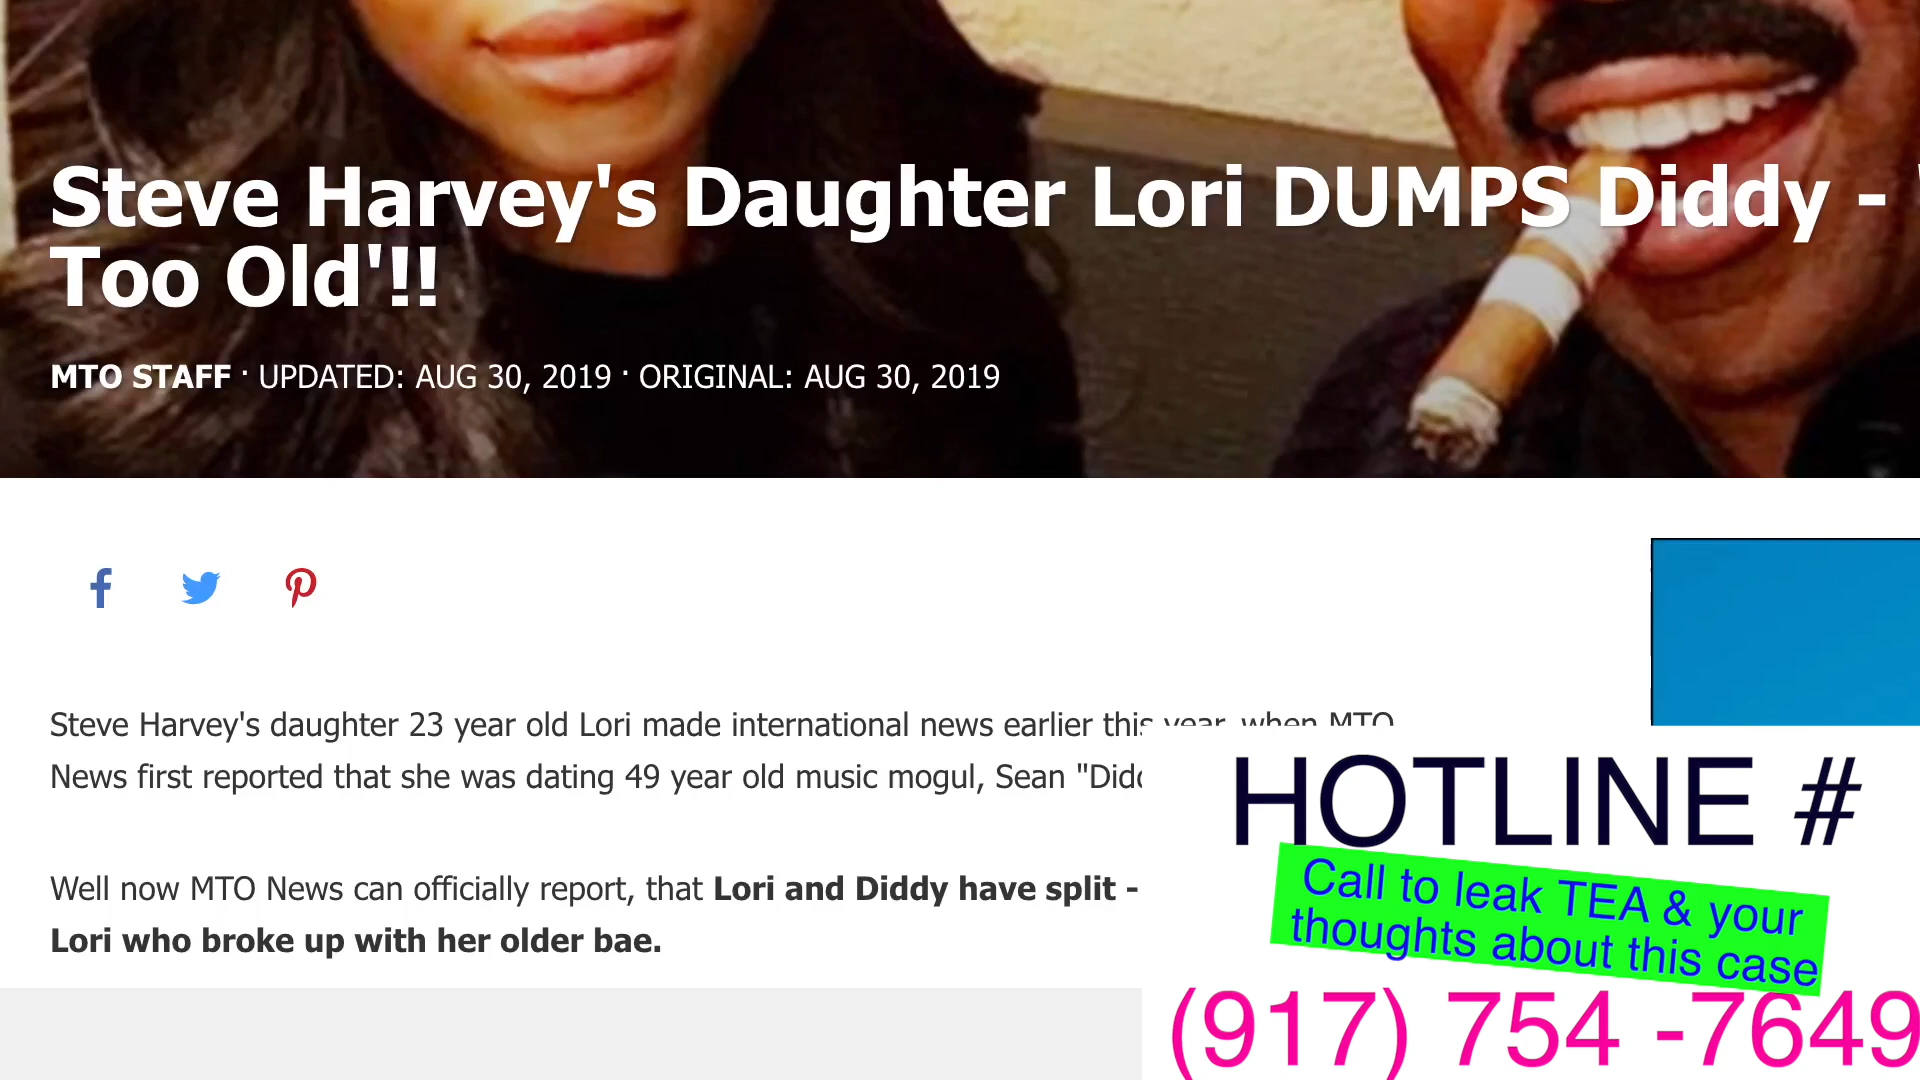 Steve Harvey's Daughter Lori DUMPS Diddy - '
Too Old'!!
MTO STAFF · UPDATED: AUG 30, 2019 · ORIGINAL: AUG 30, 2019
Steve Harvey's daughter 23 year old Lori made international news earlier this year, when MTO
News first reported that she was dating 49 year old music mogul, Sean "Didd
Well now MTO News can officially report, that Lori and Diddy have split -
Lori who broke up with her older bae.
HOTLINE #
Call to leak TEA & your
thoughts about this case
(917) 754 -7649